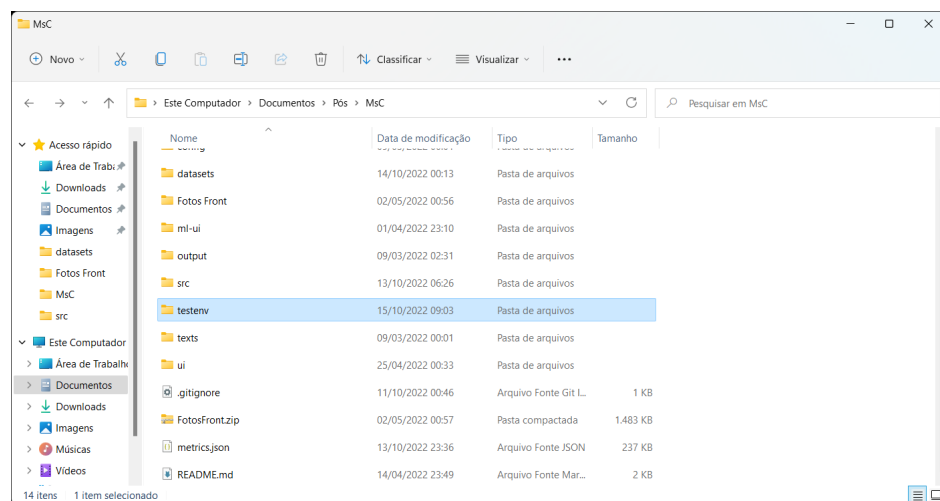 MsC
Novo
Classificar
Visualizar
Este Computador > Documentos > Pós > MsC
Pesquisar em MsC
Acesso rápido
Área de Traba
Downloads
Documentos
Imagens
datasets
Fotos Front
MsC
src
Este Computador
Área de Trabalho
Documentos
Downloads
Imagens
Músicas
Vídeos
Nome Data de modificação Tipo Tamanho
config
datasets 14/10/2022 00:13 Pasta de arquivos
Fotos Front 02/05/2022 00:56 Pasta de arquivos
ml-ui 01/04/2022 23:10 Pasta de arquivos
output 09/03/2022 02:31 Pasta de arquivos
src 13/10/2022 06:26 Pasta de arquivos
testenv 15/10/2022 09:03 Pasta de arquivos
texts 09/03/2022 00:01 Pasta de arquivos
ui 25/04/2022 00:33 Pasta de arquivos
.gitignore 11/10/2022 00:46 Arquivo Fonte Git I... 1 KB
FotosFront.zip 02/05/2022 00:57 Pasta compactada 1.483 KB
metrics.json 13/10/2022 23:36 Arquivo Fonte JSON 237 KB
README.md 14/04/2022 23:49 Arquivo Fonte Mar... 2 KB
14 itens 1 item selecionado